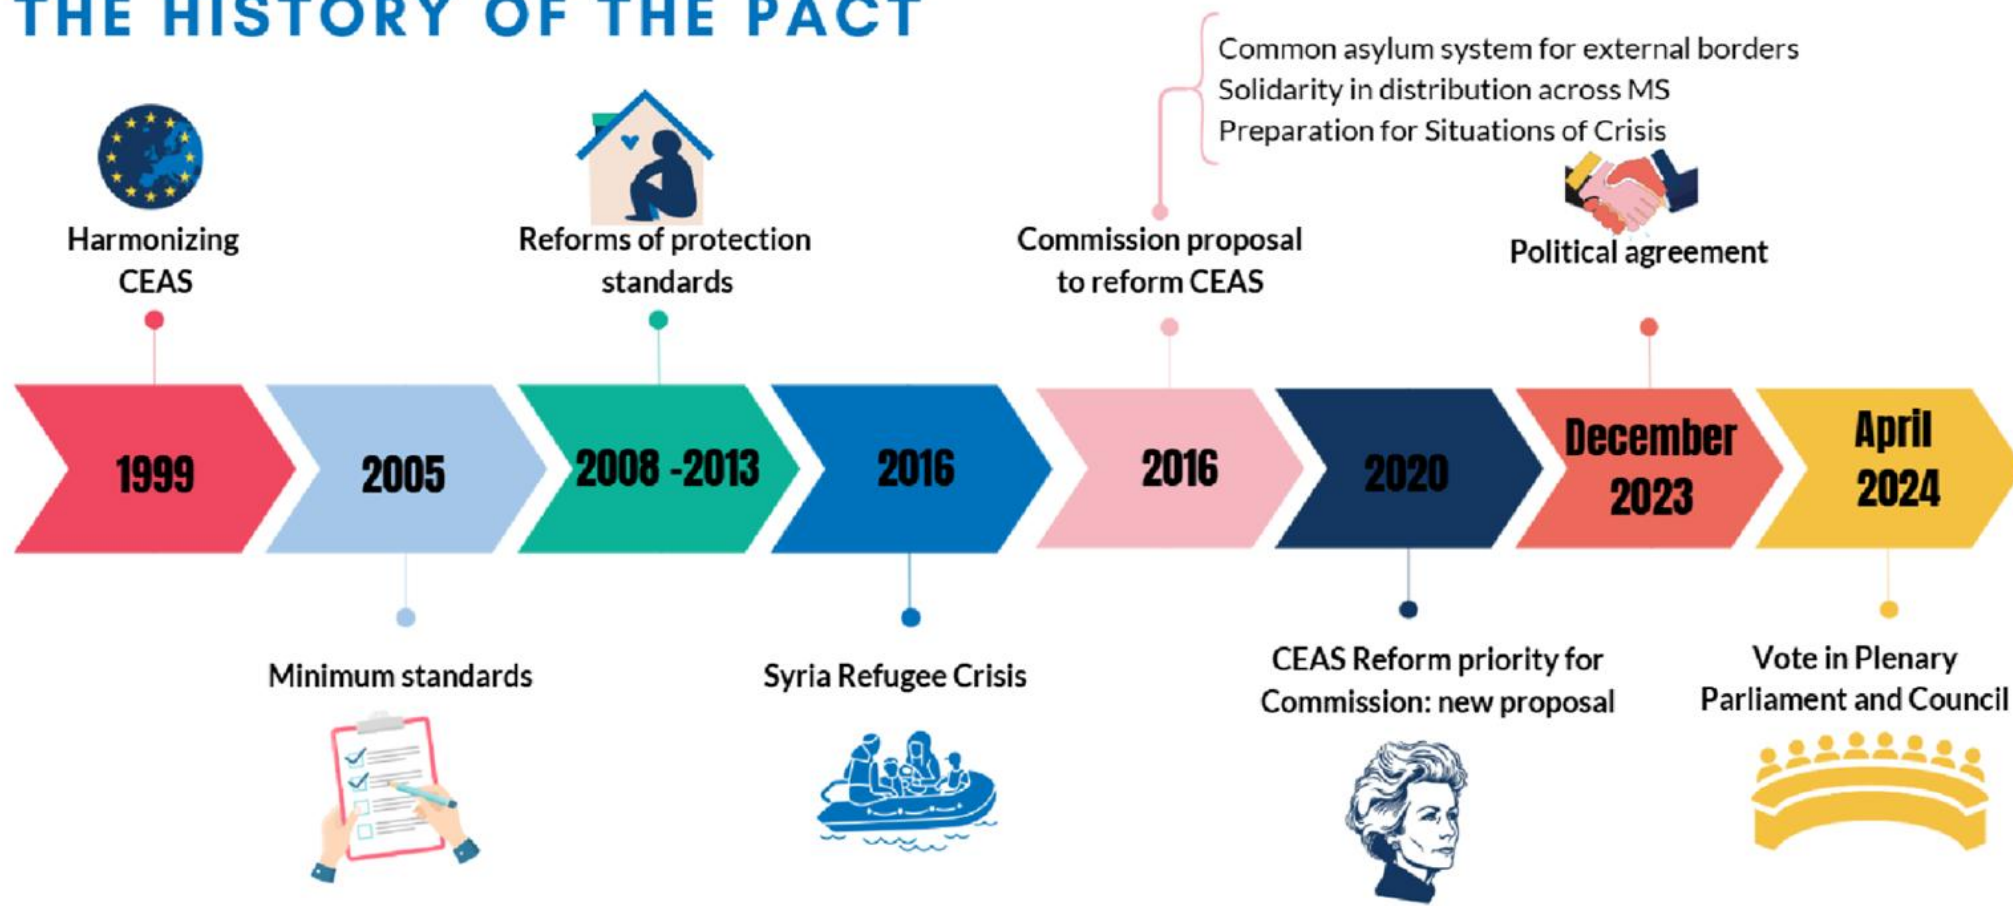 THE HISTORY OF THE PACT
Common asylum system for external borders
Solidarity in distribution across MS
Preparation for Situations of Crisis
Harmonizing
CEAS
Reforms of protection
standards
Commission proposal
to reform CEAS
Political agreement
1999
2005
2008 -2013
2016
2016
2020
December
2023
April
2024
Minimum standards
Syria Refugee Crisis
CEAS Reform priority for
Commission: new proposal
Vote in Plenary
Parliament and Council